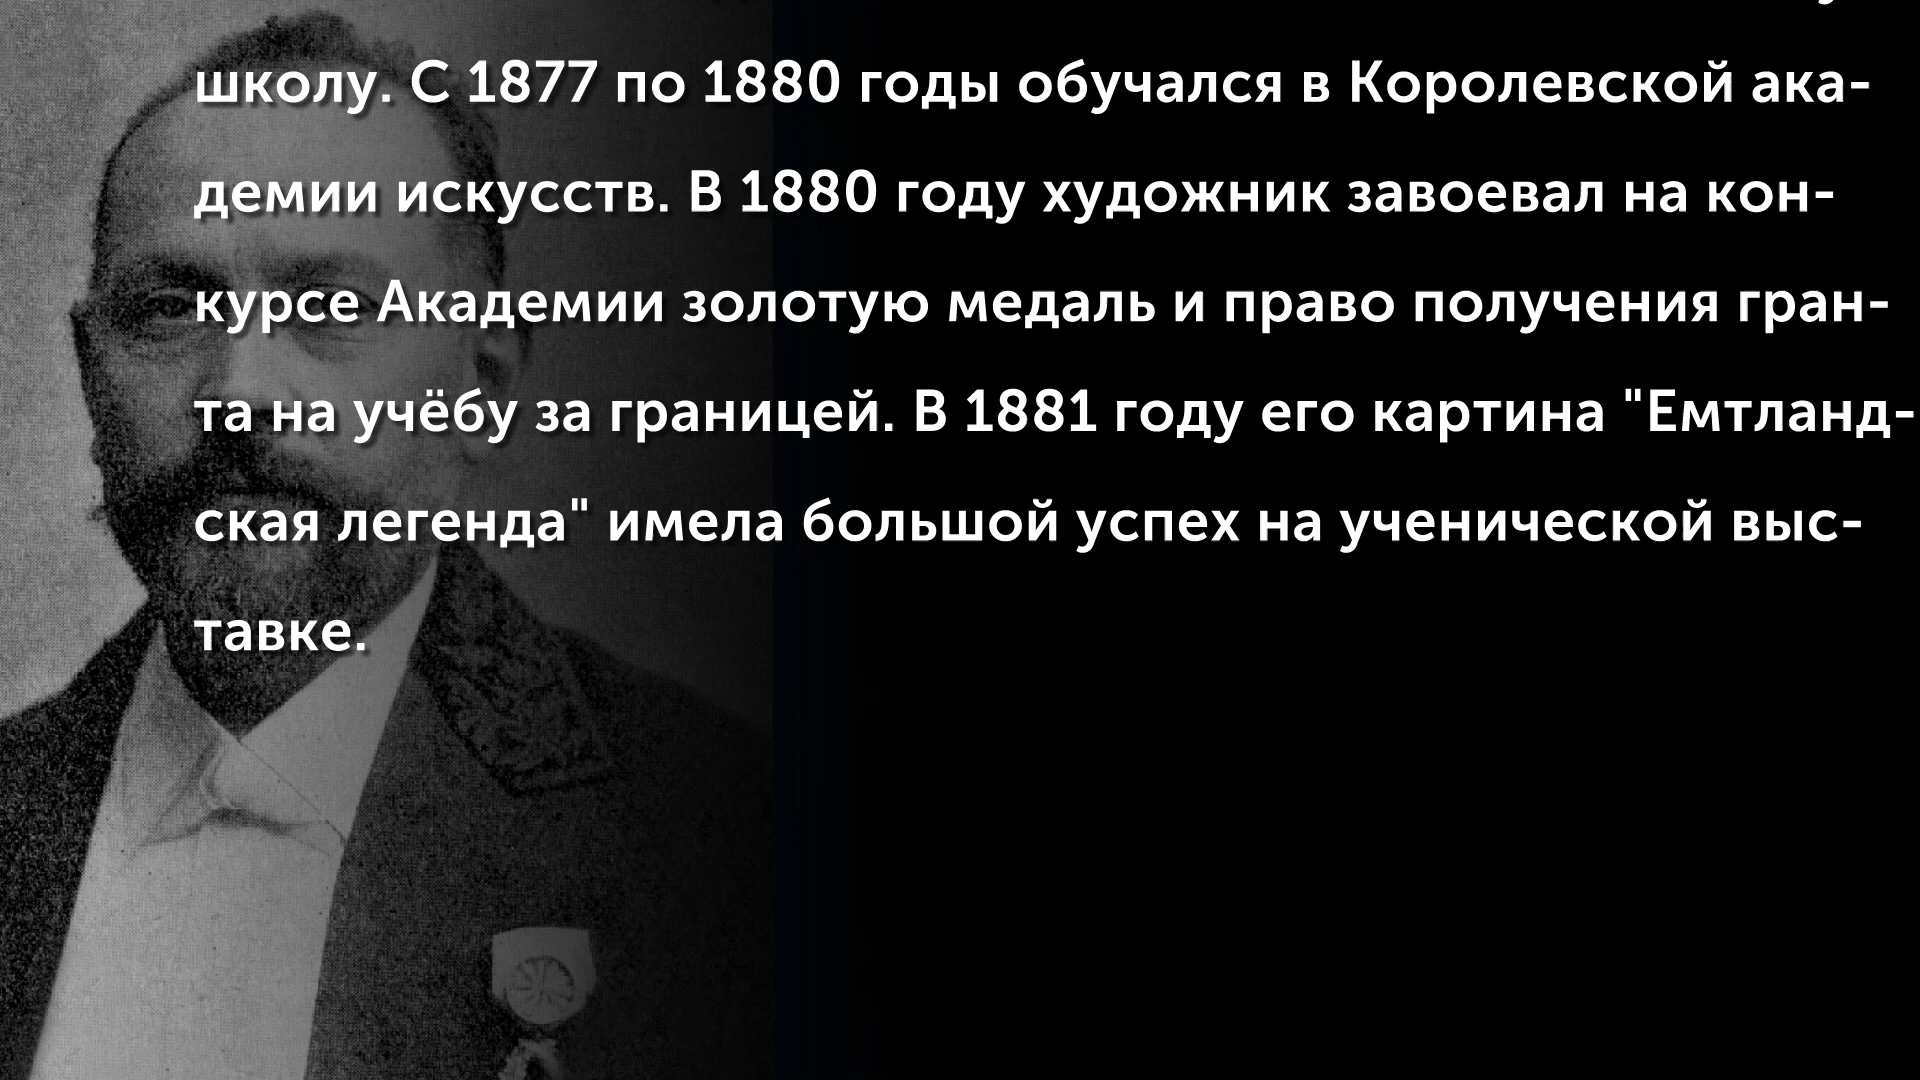 школу. С 1877 по 1880 годы обучался в Королевской ака-
демии искусств. В 1880 году художник завоевал на кон-
курсе Академии золотую медаль и право получения гран-
та на учёбу за границей. В 1881 году его картина "Емтланд-
ская легенда" имела большой успех на ученической выс-
тавке.